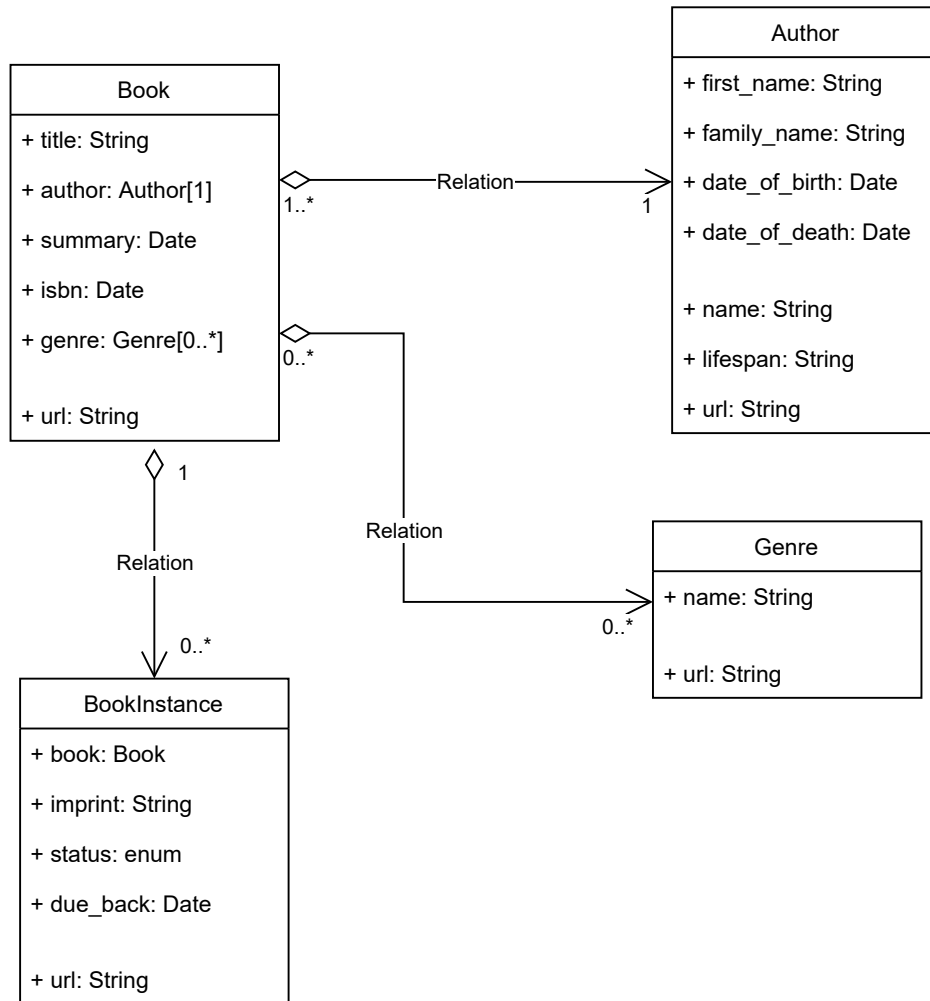 Book
+ title: String
+ author: Author[1]
+ summary: Date
+ isbn: Date
+ genre: Genre[0..*]
+ url: String
1..*
Relation
1
Author
+ first_name: String
+ family_name: String
+ date_of_birth: Date
+ date_of_death: Date
+ name: String
+ lifespan: String
+ url: String
0..*
Relation
0..*
Genre
+ name: String
+ url: String
1
Relation
0..*
BookInstance
+ book: Book
+ imprint: String
+ status: enum
+ due_back: Date
+ url: String